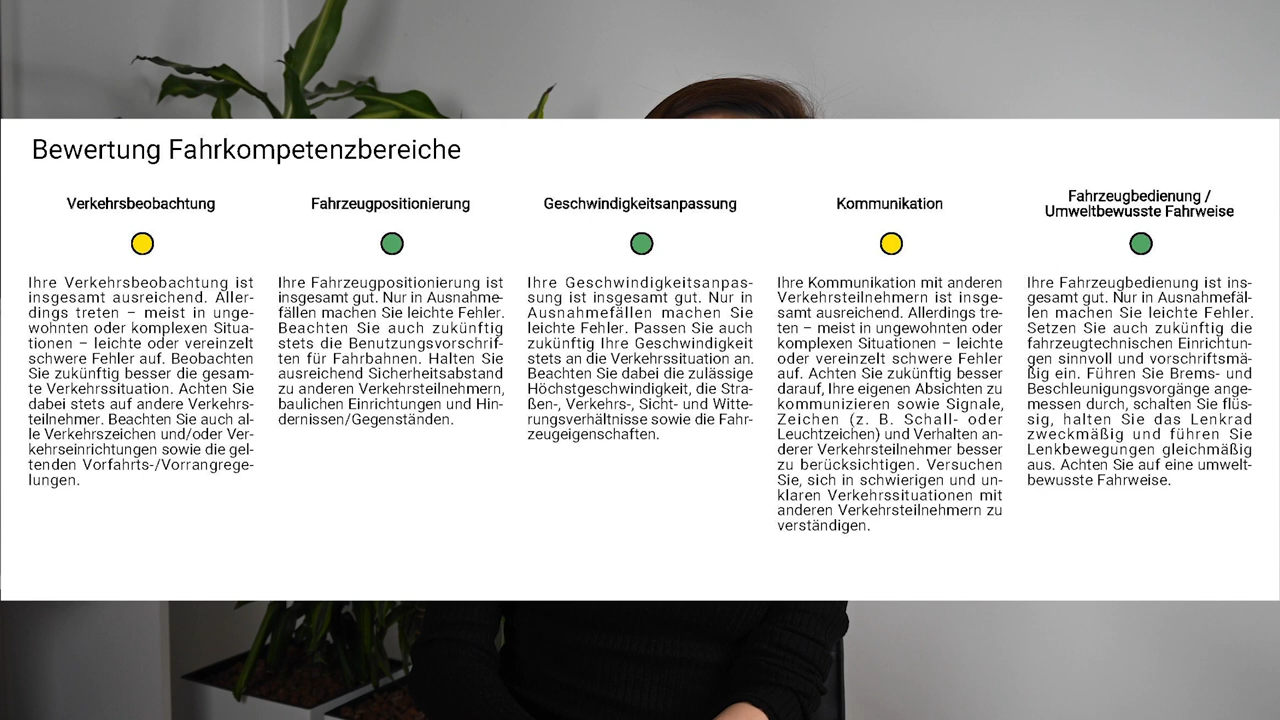 Bewertung Fahrkompetenzbereiche
Verkehrsbeobachtung
Ihre Verkehrsbeobachtung ist
insgesamt ausreichend. Aller-
dings treten – meist in unge-
wohnten oder komplexen Situa-
tionen – leichte oder vereinzelt
schwere Fehler auf. Beobachten
Sie zukünftig besser die gesam-
te Verkehrssituation. Achten Sie
dabei stets auf andere Verkehrs-
teilnehmer. Beachten Sie auch al-
le Verkehrszeichen und/oder Ver-
kehrseinrichtungen sowie die gel-
tenden Vorfahrts-/Vorrangrege-
lungen.
Fahrzeugpositionierung
Ihre Fahrzeugpositionierung ist
insgesamt gut. Nur in Ausnahme-
fällen machen Sie leichte Fehler.
Beachten Sie auch zukünftig
stets die Benutzungsvorschrif-
ten für Fahrbahnen. Halten Sie
ausreichend Sicherheitsabstand
zu anderen Verkehrsteilnehmern,
baulichen Einrichtungen und Hin-
dernissen/Gegenständen.
Geschwindigkeitsanpassung
Ihre Geschwindigkeitsanpas-
sung ist insgesamt gut. Nur in
Ausnahmefällen machen Sie
leichte Fehler. Passen Sie auch
zukünftig Ihre Geschwindigkeit
stets an die Verkehrssituation an.
Beachten Sie dabei die zulässige
Höchstgeschwindigkeit, die Stra-
ßen-, Verkehrs-, Sicht- und Witte-
rungsverhältnisse sowie die Fahr-
zeugeigenschaften.
Kommunikation
Ihre Kommunikation mit anderen
Verkehrsteilnehmern ist insge-
samt ausreichend. Allerdings tre-
ten – meist in ungewohnten oder
komplexen Situationen – leichte
oder vereinzelt schwere Fehler
auf. Achten Sie zukünftig besser
darauf, Ihre eigenen Absichten zu
kommunizieren sowie Signale,
Zeichen (z. B. Schall- oder
Leuchtzeichen) und Verhalten an-
derer Verkehrsteilnehmer besser
zu berücksichtigen. Versuchen
Sie, sich in schwierigen und un-
klaren Verkehrssituationen mit
anderen Verkehrsteilnehmern zu
verständigen.
Fahrzeugbedienung /
Umweltbewusste Fahrweise
Ihre Fahrzeugbedienung ist ins-
gesamt gut. Nur in Ausnahmefäl-
len machen Sie leichte Fehler.
Setzen Sie auch zukünftig die
fahrzeugtechnischen Einrichtun-
gen sinnvoll und vorschriftsmä-
ßig ein. Führen Sie Brems- und
Beschleunigungsvorgänge ange-
messen durch, schalten Sie flüs-
sig, halten Sie das Lenkrad
zweckmäßig und führen Sie
Lenkbewegungen gleichmäßig
aus. Achten Sie auf eine umwelt-
bewusste Fahrweise.